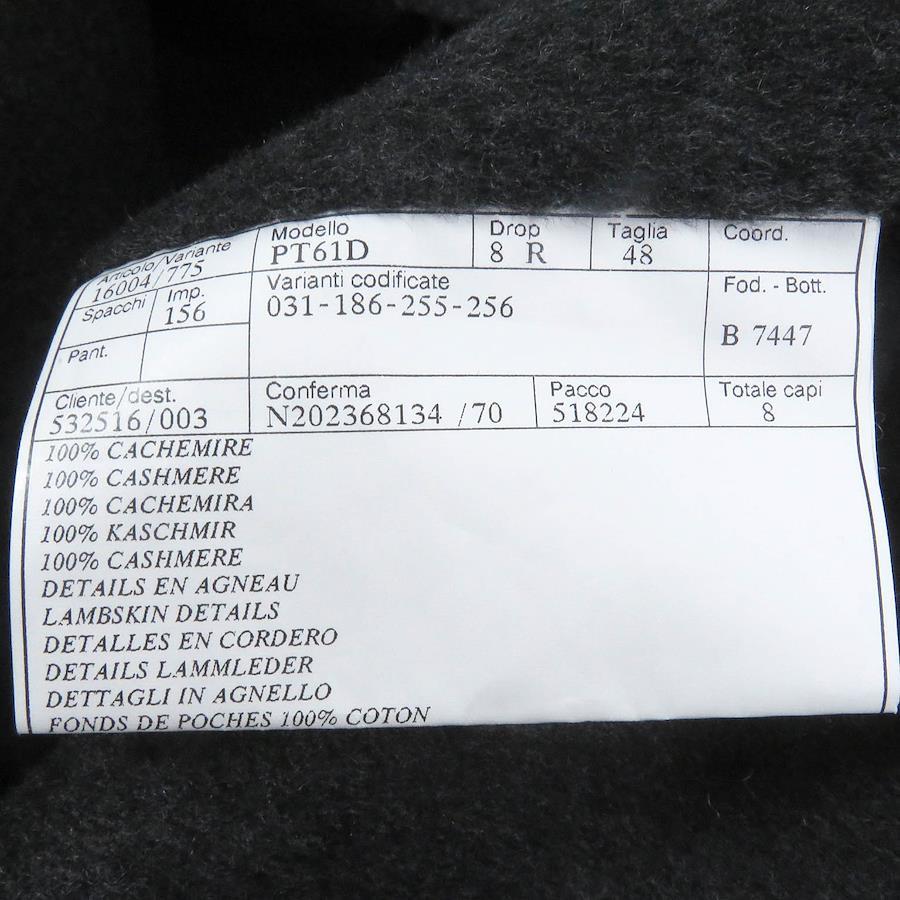 Articolo/Variante
16004/775
Modello
PT61D
Drop
8 R
Taglia
48
Coord.
Spacchi
Imp.
156
Varianti codificate
031-186-255-256
Fod. - Bott.
B 7447
Pant.
Cliente/dest.
532516/003
Conferma
N202368134 /70
Pacco
518224
Totale capi
8
100% CACHEMIRE
100% CASHMERE
100% CACHEMIRA
100% KASCHMIR
100% CASHMERE
DETAILS EN AGNEAU
LAMBSKIN DETAILS
DETALLES EN CORDERO
DETAILS LAMMLEDER
DETTAGLI IN AGNELLO
FONDS DE POCHES 100% COTON